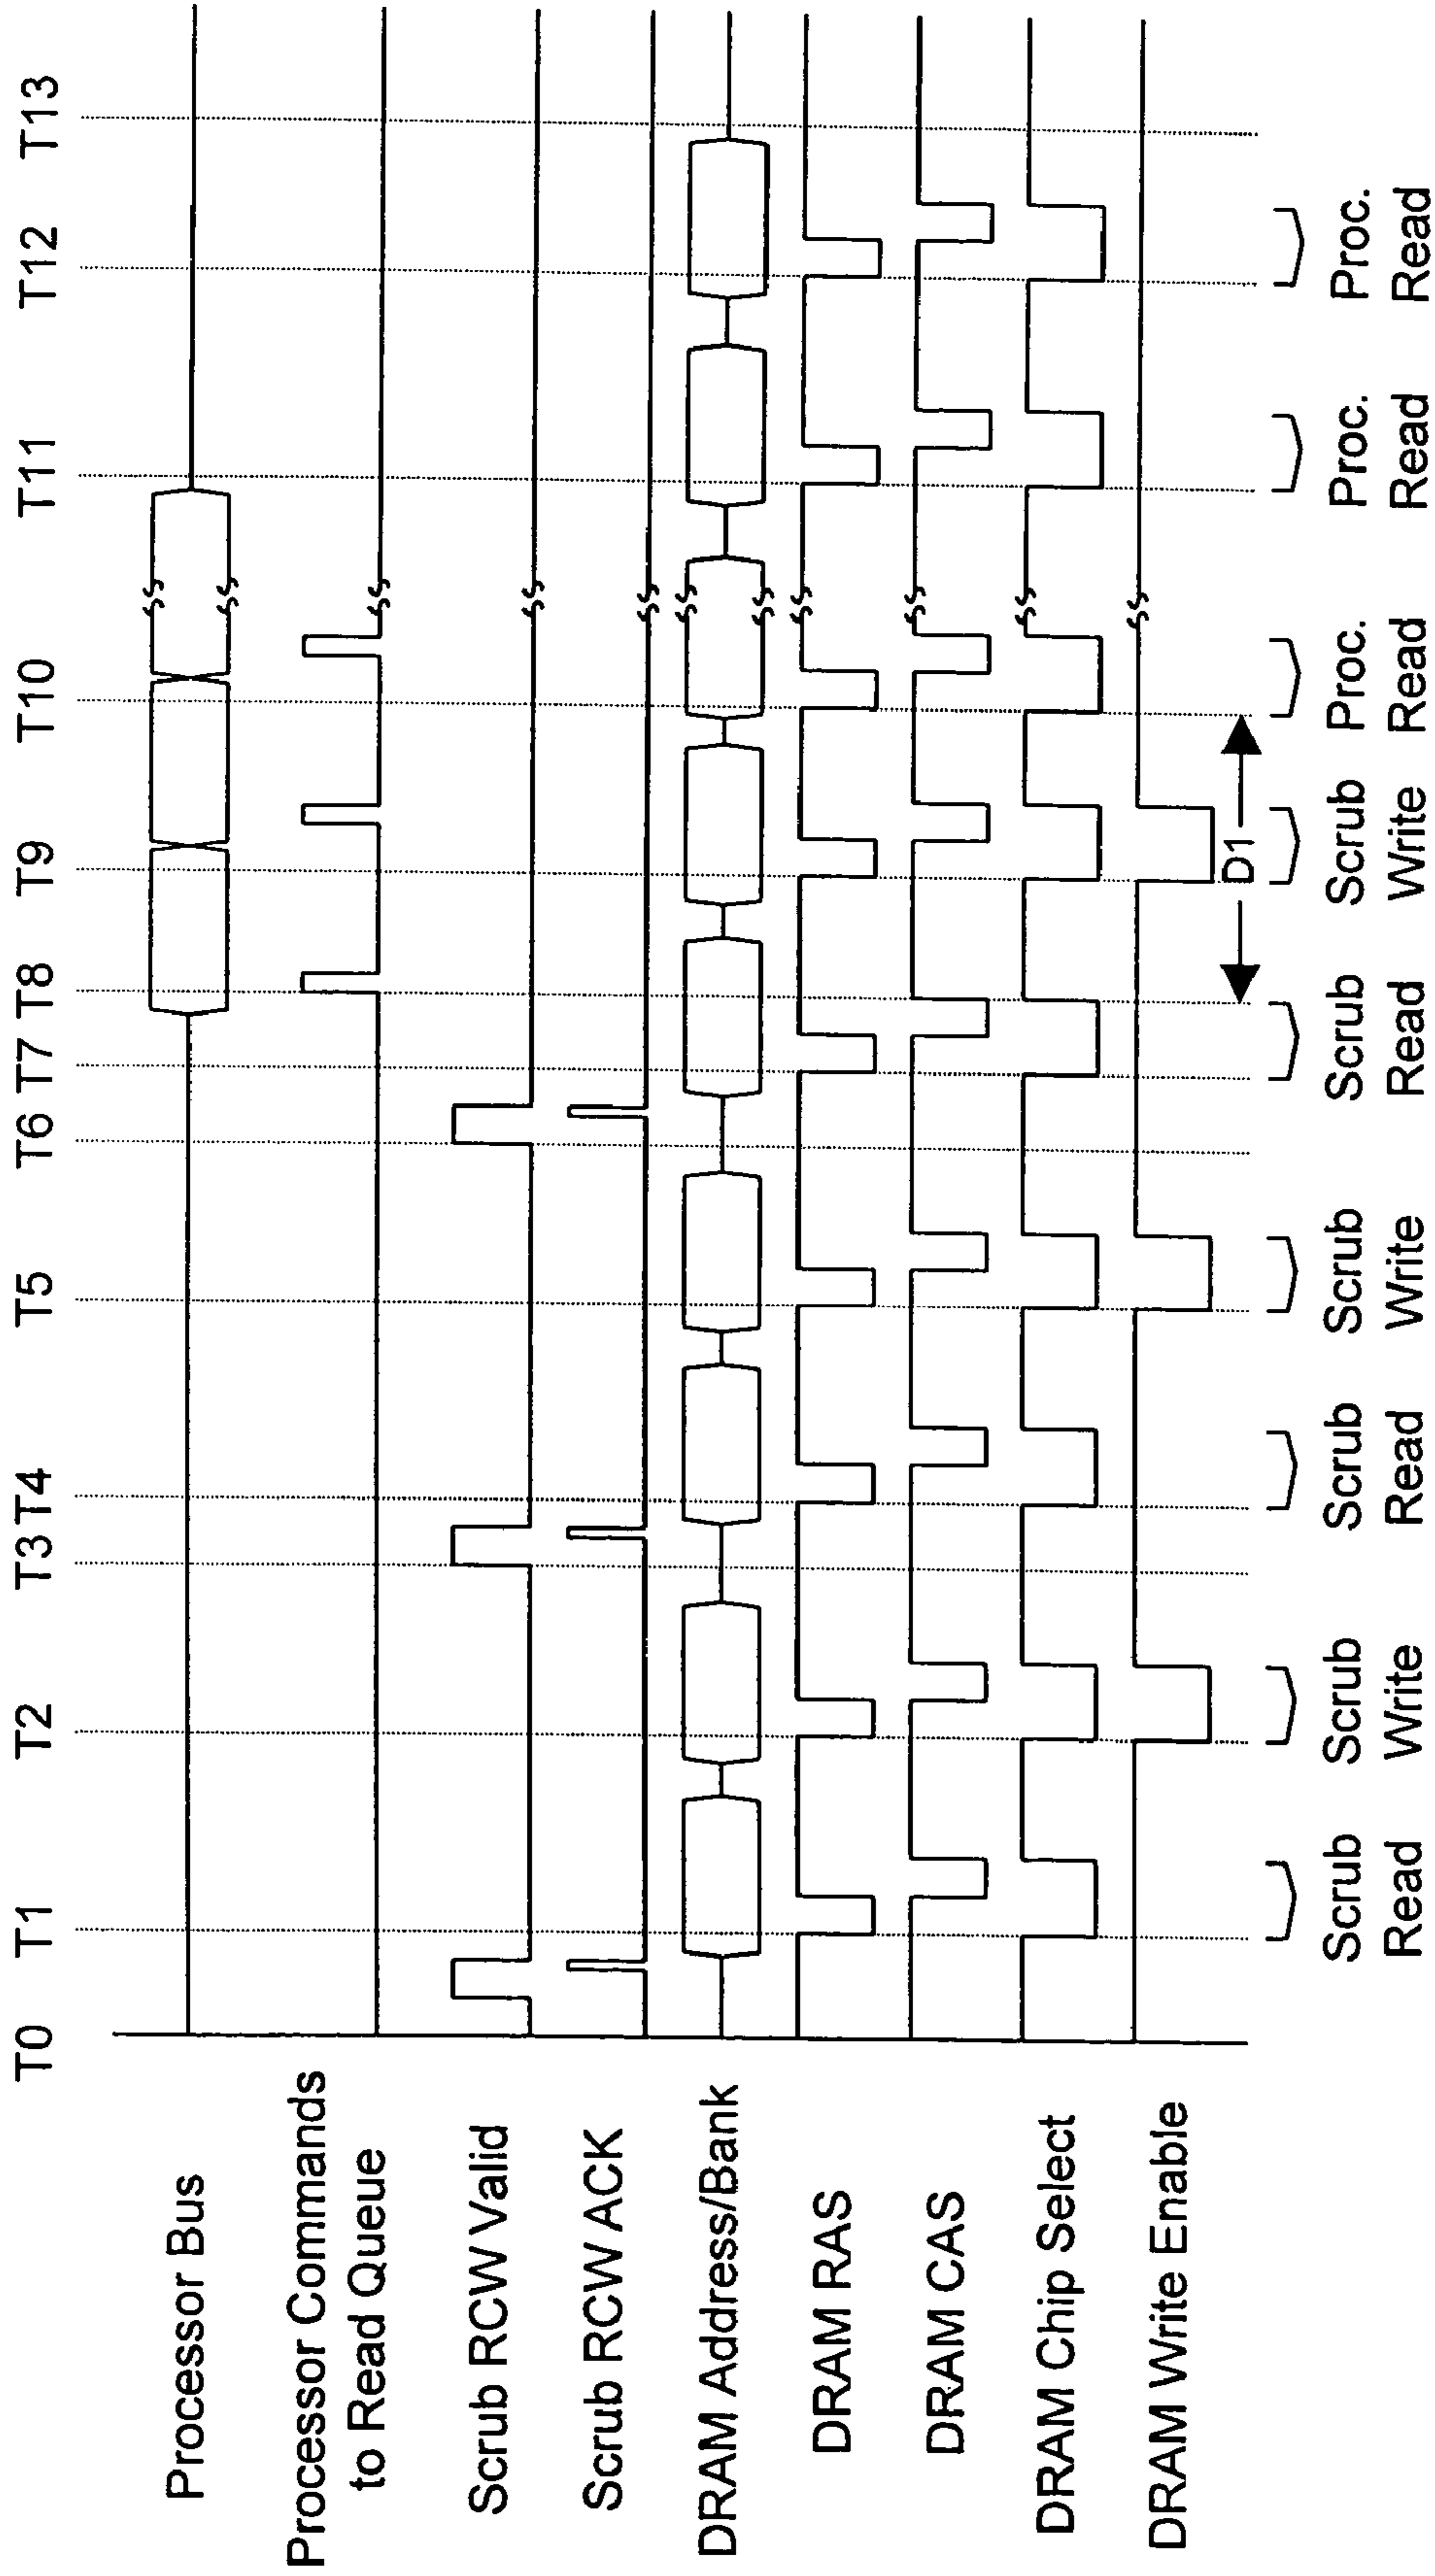 T0 T1 T2 T3 T4 T5 T6 T7 T8 T9 T10 T11 T12 T13
Processor Bus
Processor Commands
to Read Queue
Scrub RCW Valid
Scrub RCW ACK
DRAM Address/Bank
DRAM RAS
DRAM CAS
DRAM Chip Select
DRAM Write Enable
D1
Scrub Scrub Scrub Scrub Scrub Scrub Proc. Proc. Proc.
Read Write Read Write Read Write Read Read Read